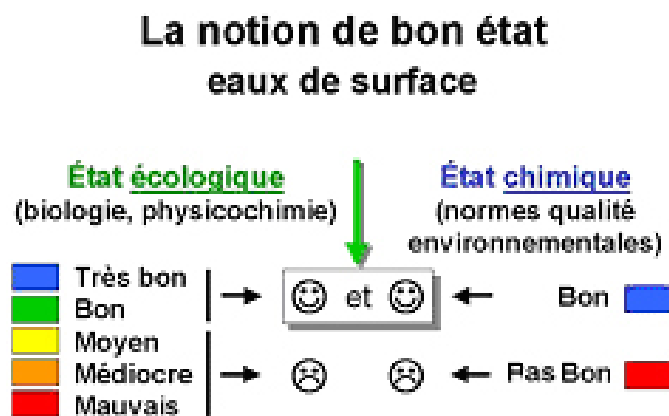 La notion de bon état
eaux de surface
État écologique
(biologie, physicochimie)
État chimique
(normes qualité
environnementales)
Très bon
Bon
Moyen
Médiocre
Mauvais
et
Bon
Pas Bon